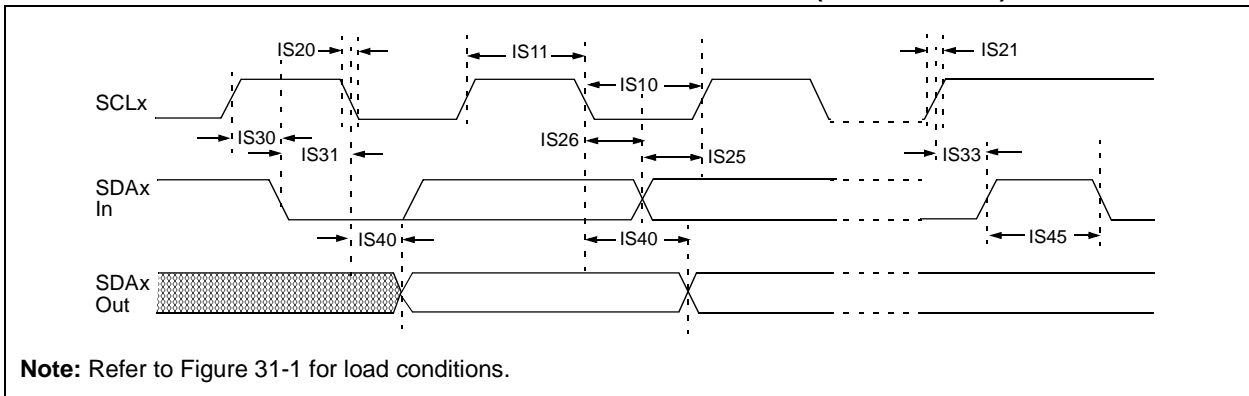 IS20
IS11
IS21
IS10
SCLx
IS30
IS26
IS31
IS25
IS33
SDAx
In
IS40
IS40
IS45
SDAx
Out
Note: Refer to Figure 31-1 for load conditions.